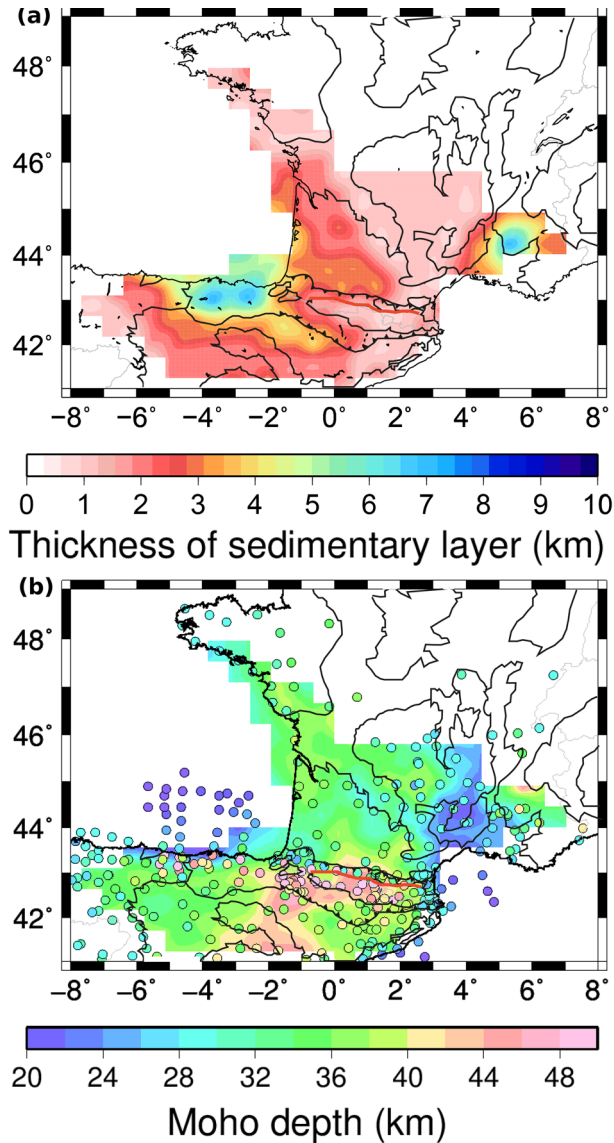 (a)
48°
46°
44°
42°
−8° −6° −4° −2° 0° 2° 4° 6° 8°
0 1 2 3 4 5 6 7 8 9 10
Thickness of sedimentary layer (km)
(b)
48°
46°
44°
42°
−8° −6° −4° −2° 0° 2° 4° 6° 8°
20 24 28 32 36 40 44 48
Moho depth (km)